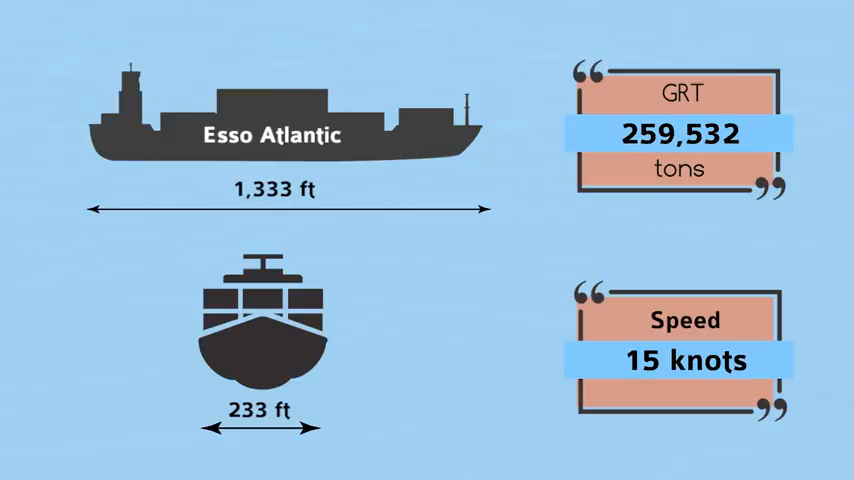 Esso Atlantic
1,333 ft
GRT
259,532
tons
233 ft
Speed
15 knots